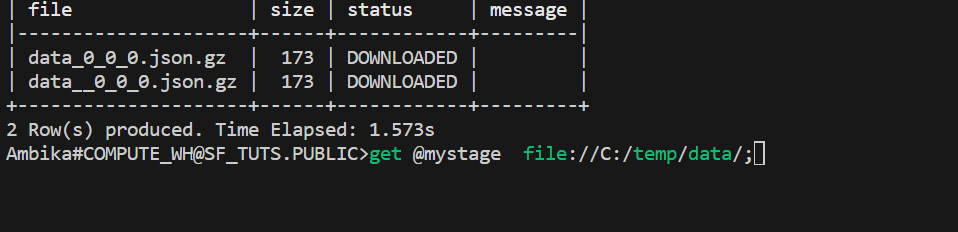 | file                | size | status     | message |
|---------------------+------+------------+---------|
| data_0_0_0.json.gz  |  173 | DOWNLOADED |         |
| data__0_0_0.json.gz |  173 | DOWNLOADED |         |
+---------------------+------+------------+---------+
2 Row(s) produced. Time Elapsed: 1.573s
Ambika#COMPUTE_WH@SF_TUTS.PUBLIC>get @mystage  file://C:/temp/data/;